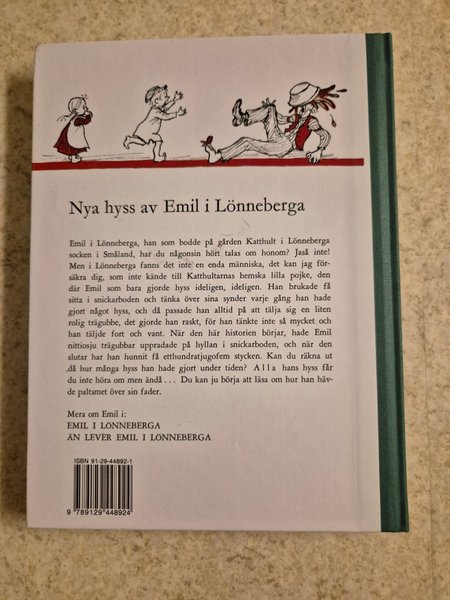 Nya hyss av Emil i Lönneberga
Emil i Lönneberga, han som bodde på gården Katthult i Lönneberga
socken i Småland, har du någonsin hört talas om honom? Jaså inte!
Men i Lönneberga fanns det inte en enda människa, det kan jag för-
säkra dig, som inte kände till Katthultarnas hemska lilla pojke, den
där Emil som bara gjorde hyss ideligen, ideligen. Han brukade få
sitta i snickarboden och tänka över sina synder varje gång han hade
gjort något hyss, och då passade han alltid på att tälja sig en liten
rolig trägubbe, det gjorde han raskt, för han tänkte inte så mycket och
han täljde fort och vant. När den här historien börjar, hade Emil
nittiosju trägubbar uppradade på hyllan i snickarboden, och när den
slutar har han hunnit få etthundratjugofem stycken. Kan du räkna ut
då hur många hyss han hade gjort under tiden? Alla hans hyss får
du inte höra om men ändå ... Du kan ju börja att läsa om hur han häv-
de paltsmet över sin fader.
Mera om Emil i:
EMIL I LÖNNEBERGA
ÄN LEVER EMIL I LÖNNEBERGA
ISBN 91-29-44892-1
9 789129 448924